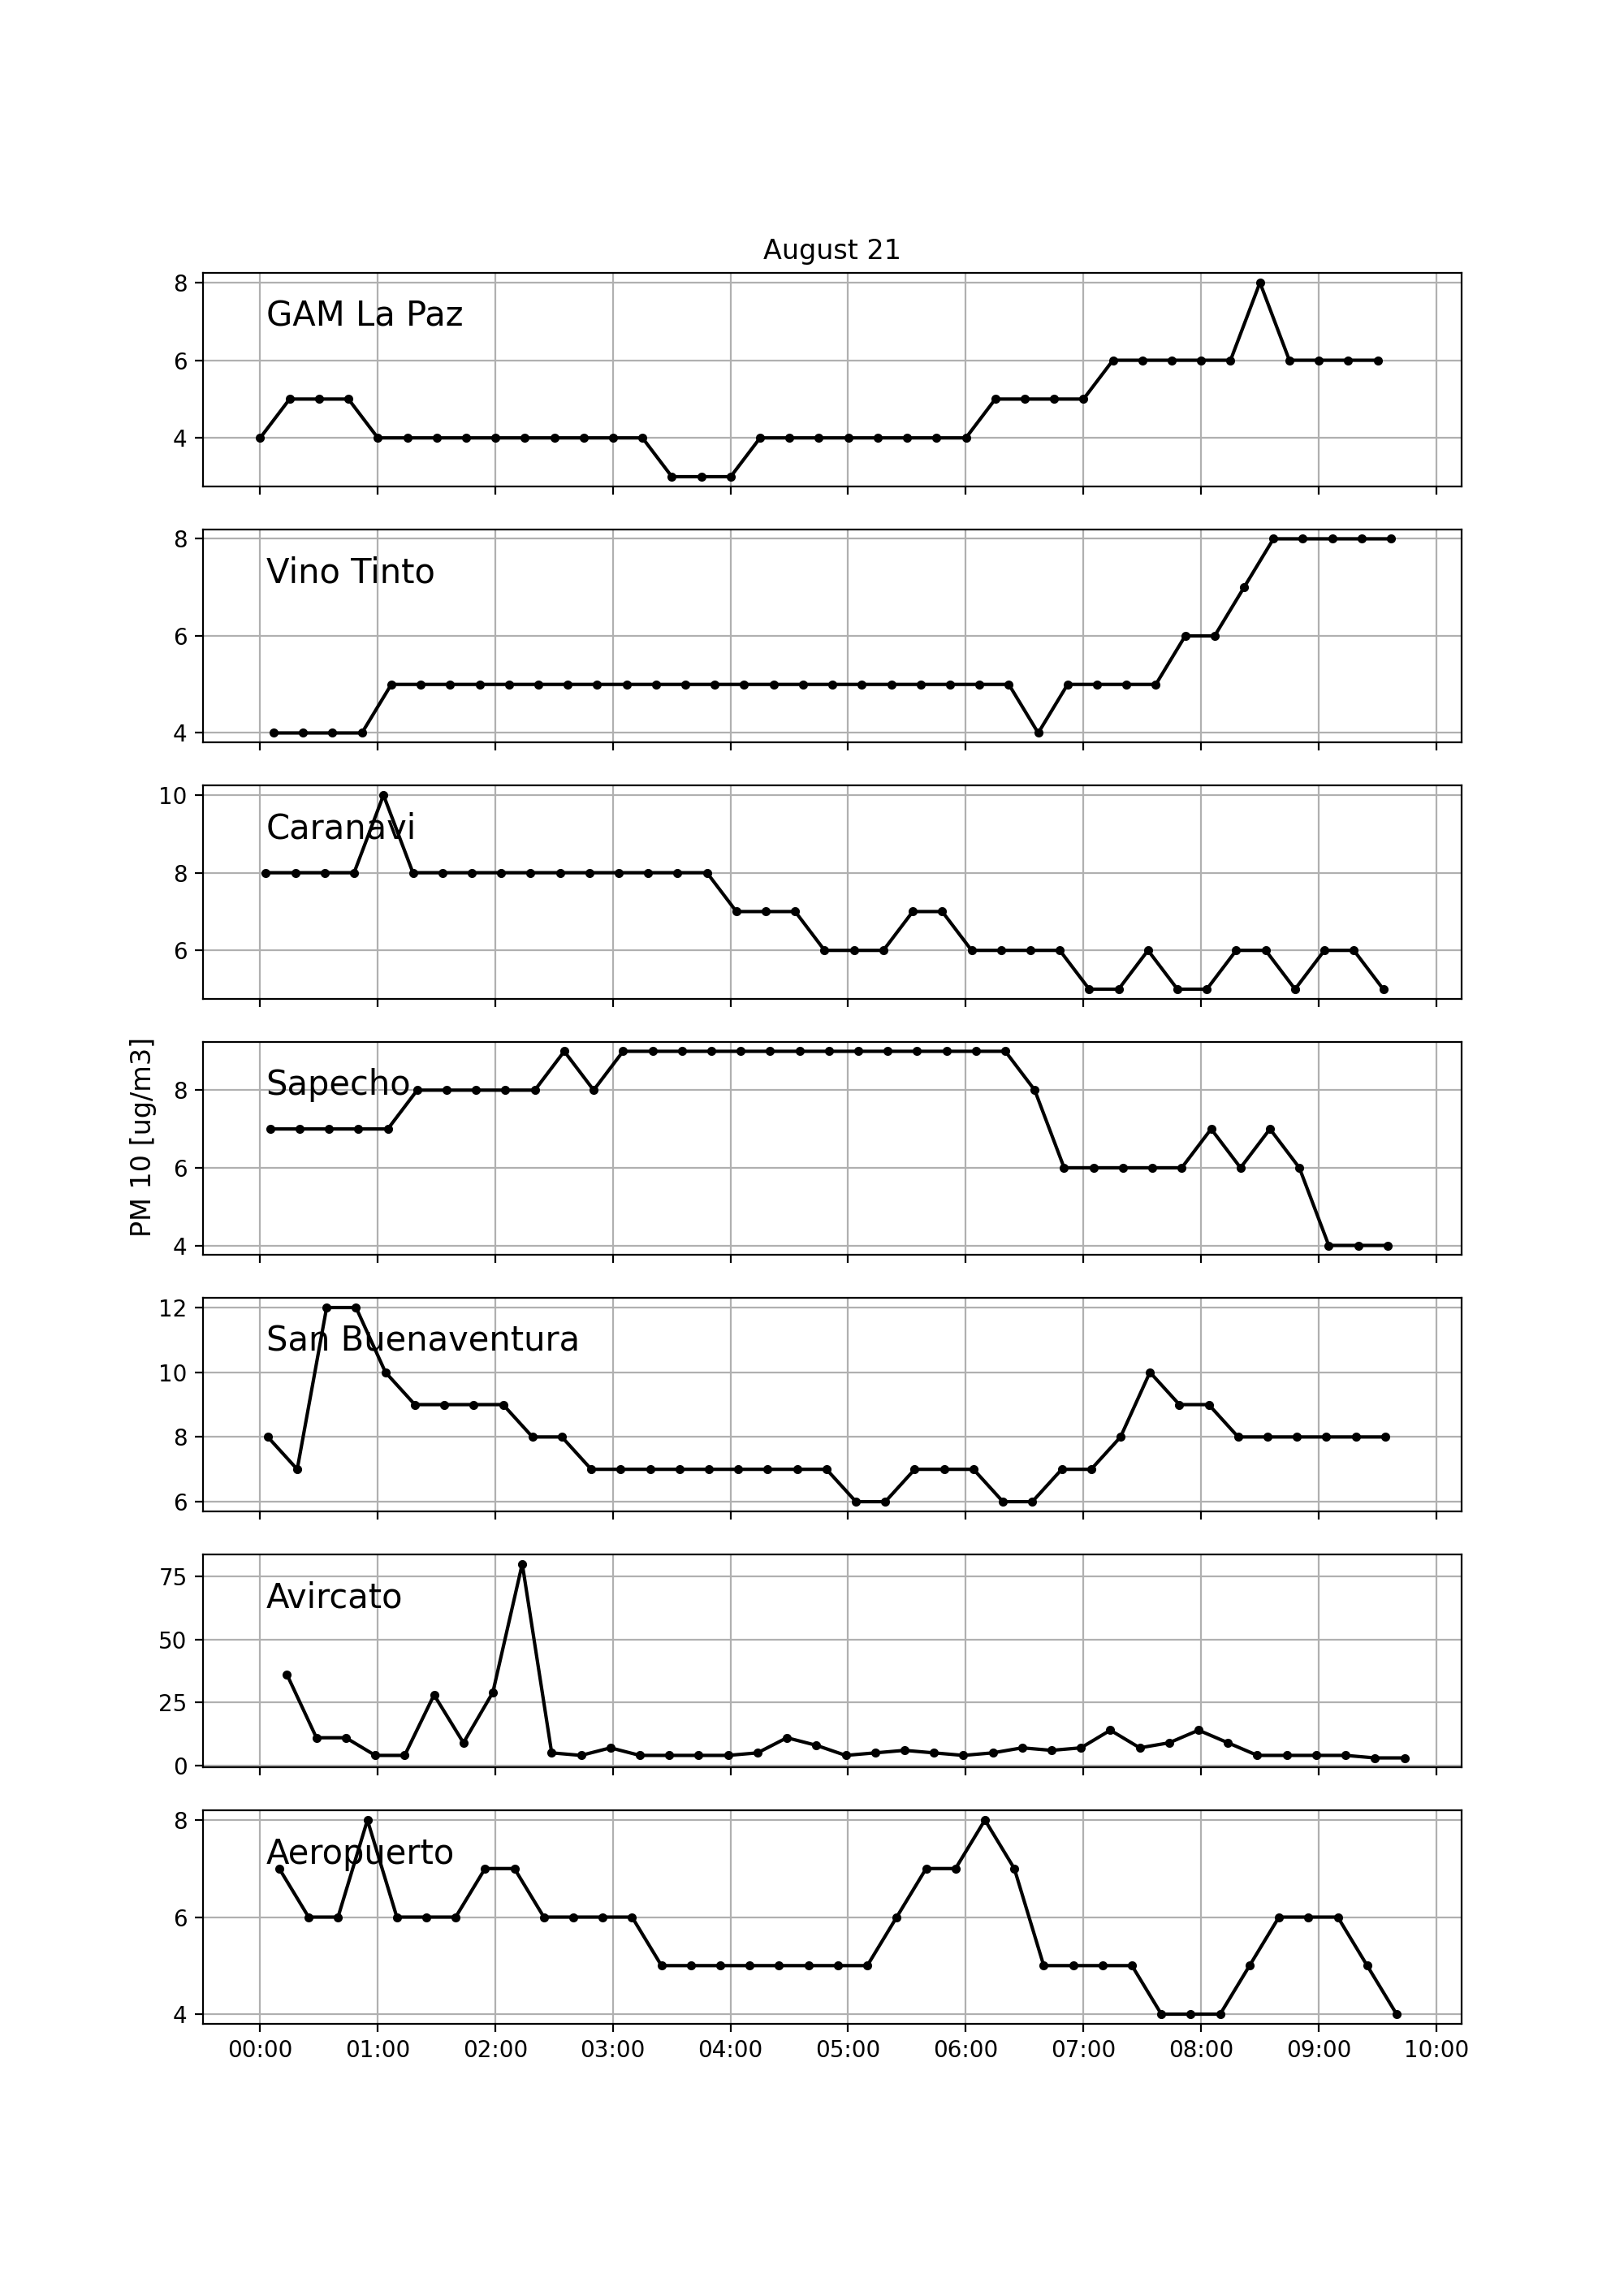 August 21
8
GAM La Paz
6
4
8
Vino Tinto
6
4
10
Caranavi
8
6
PM 10 [ug/m3]
Sapecho
8
6
4
12
San Buenaventura
10
8
6
75
Avircato
50
25
0
8
Aeropuerto
6
4
00:00 01:00 02:00 03:00 04:00 05:00 06:00 07:00 08:00 09:00 10:00